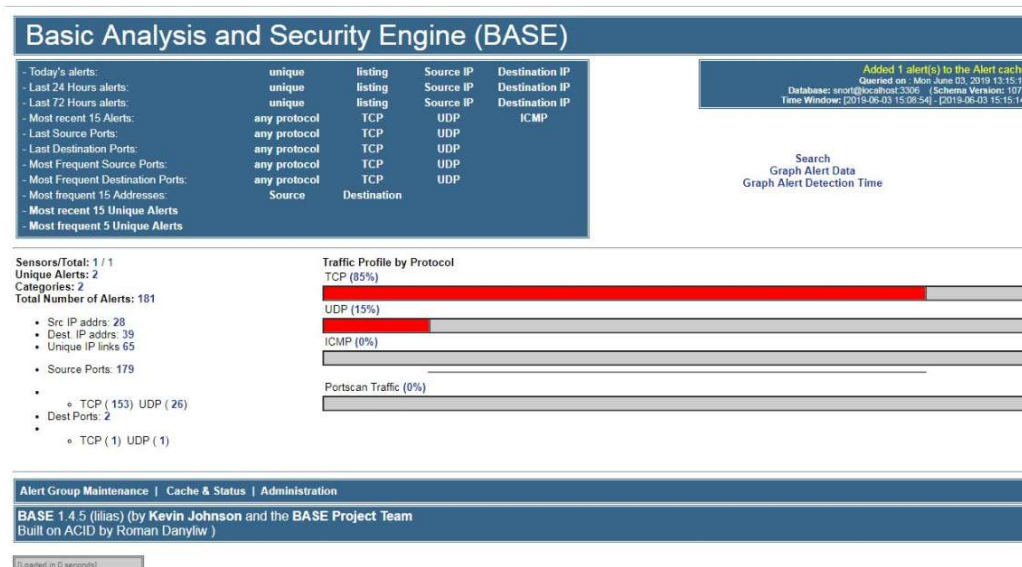 Basic Analysis and Security Engine (BASE)
- Today's alerts: unique listing Source IP Destination IP
- Last 24 Hours alerts: unique listing Source IP Destination IP
- Last 72 Hours alerts: unique listing Source IP Destination IP
- Most recent 15 Alerts: any protocol TCP UDP ICMP
- Last Source Ports: any protocol TCP UDP
- Last Destination Ports: any protocol TCP UDP
- Most Frequent Source Ports: any protocol TCP UDP
- Most Frequent Destination Ports: any protocol TCP UDP
- Most frequent 15 Addresses: Source Destination
- Most recent 15 Unique Alerts
- Most frequent 5 Unique Alerts
Added 1 alert(s) to the Alert cach
Queried on : Mon June 03, 2019 13:15:1
Database: snort@localhost:3306 (Schema Version: 107
Time Window: [2019-06-03 15:08:54] - [2019-06-03 15:15:14
Search
Graph Alert Data
Graph Alert Detection Time
Sensors/Total: 1 / 1
Unique Alerts: 2
Categories: 2
Total Number of Alerts: 181
• Src IP addrs: 28
• Dest. IP addrs: 39
• Unique IP links 65
• Source Ports: 179
•
◦ TCP ( 153) UDP ( 26)
• Dest Ports: 2
•
◦ TCP ( 1) UDP ( 1)
Traffic Profile by Protocol
TCP (85%)
UDP (15%)
ICMP (0%)
Portscan Traffic (0%)
Alert Group Maintenance | Cache & Status | Administration
BASE 1.4.5 (lilias) (by Kevin Johnson and the BASE Project Team
Built on ACID by Roman Danyliw )
[Loaded in 0 seconds]